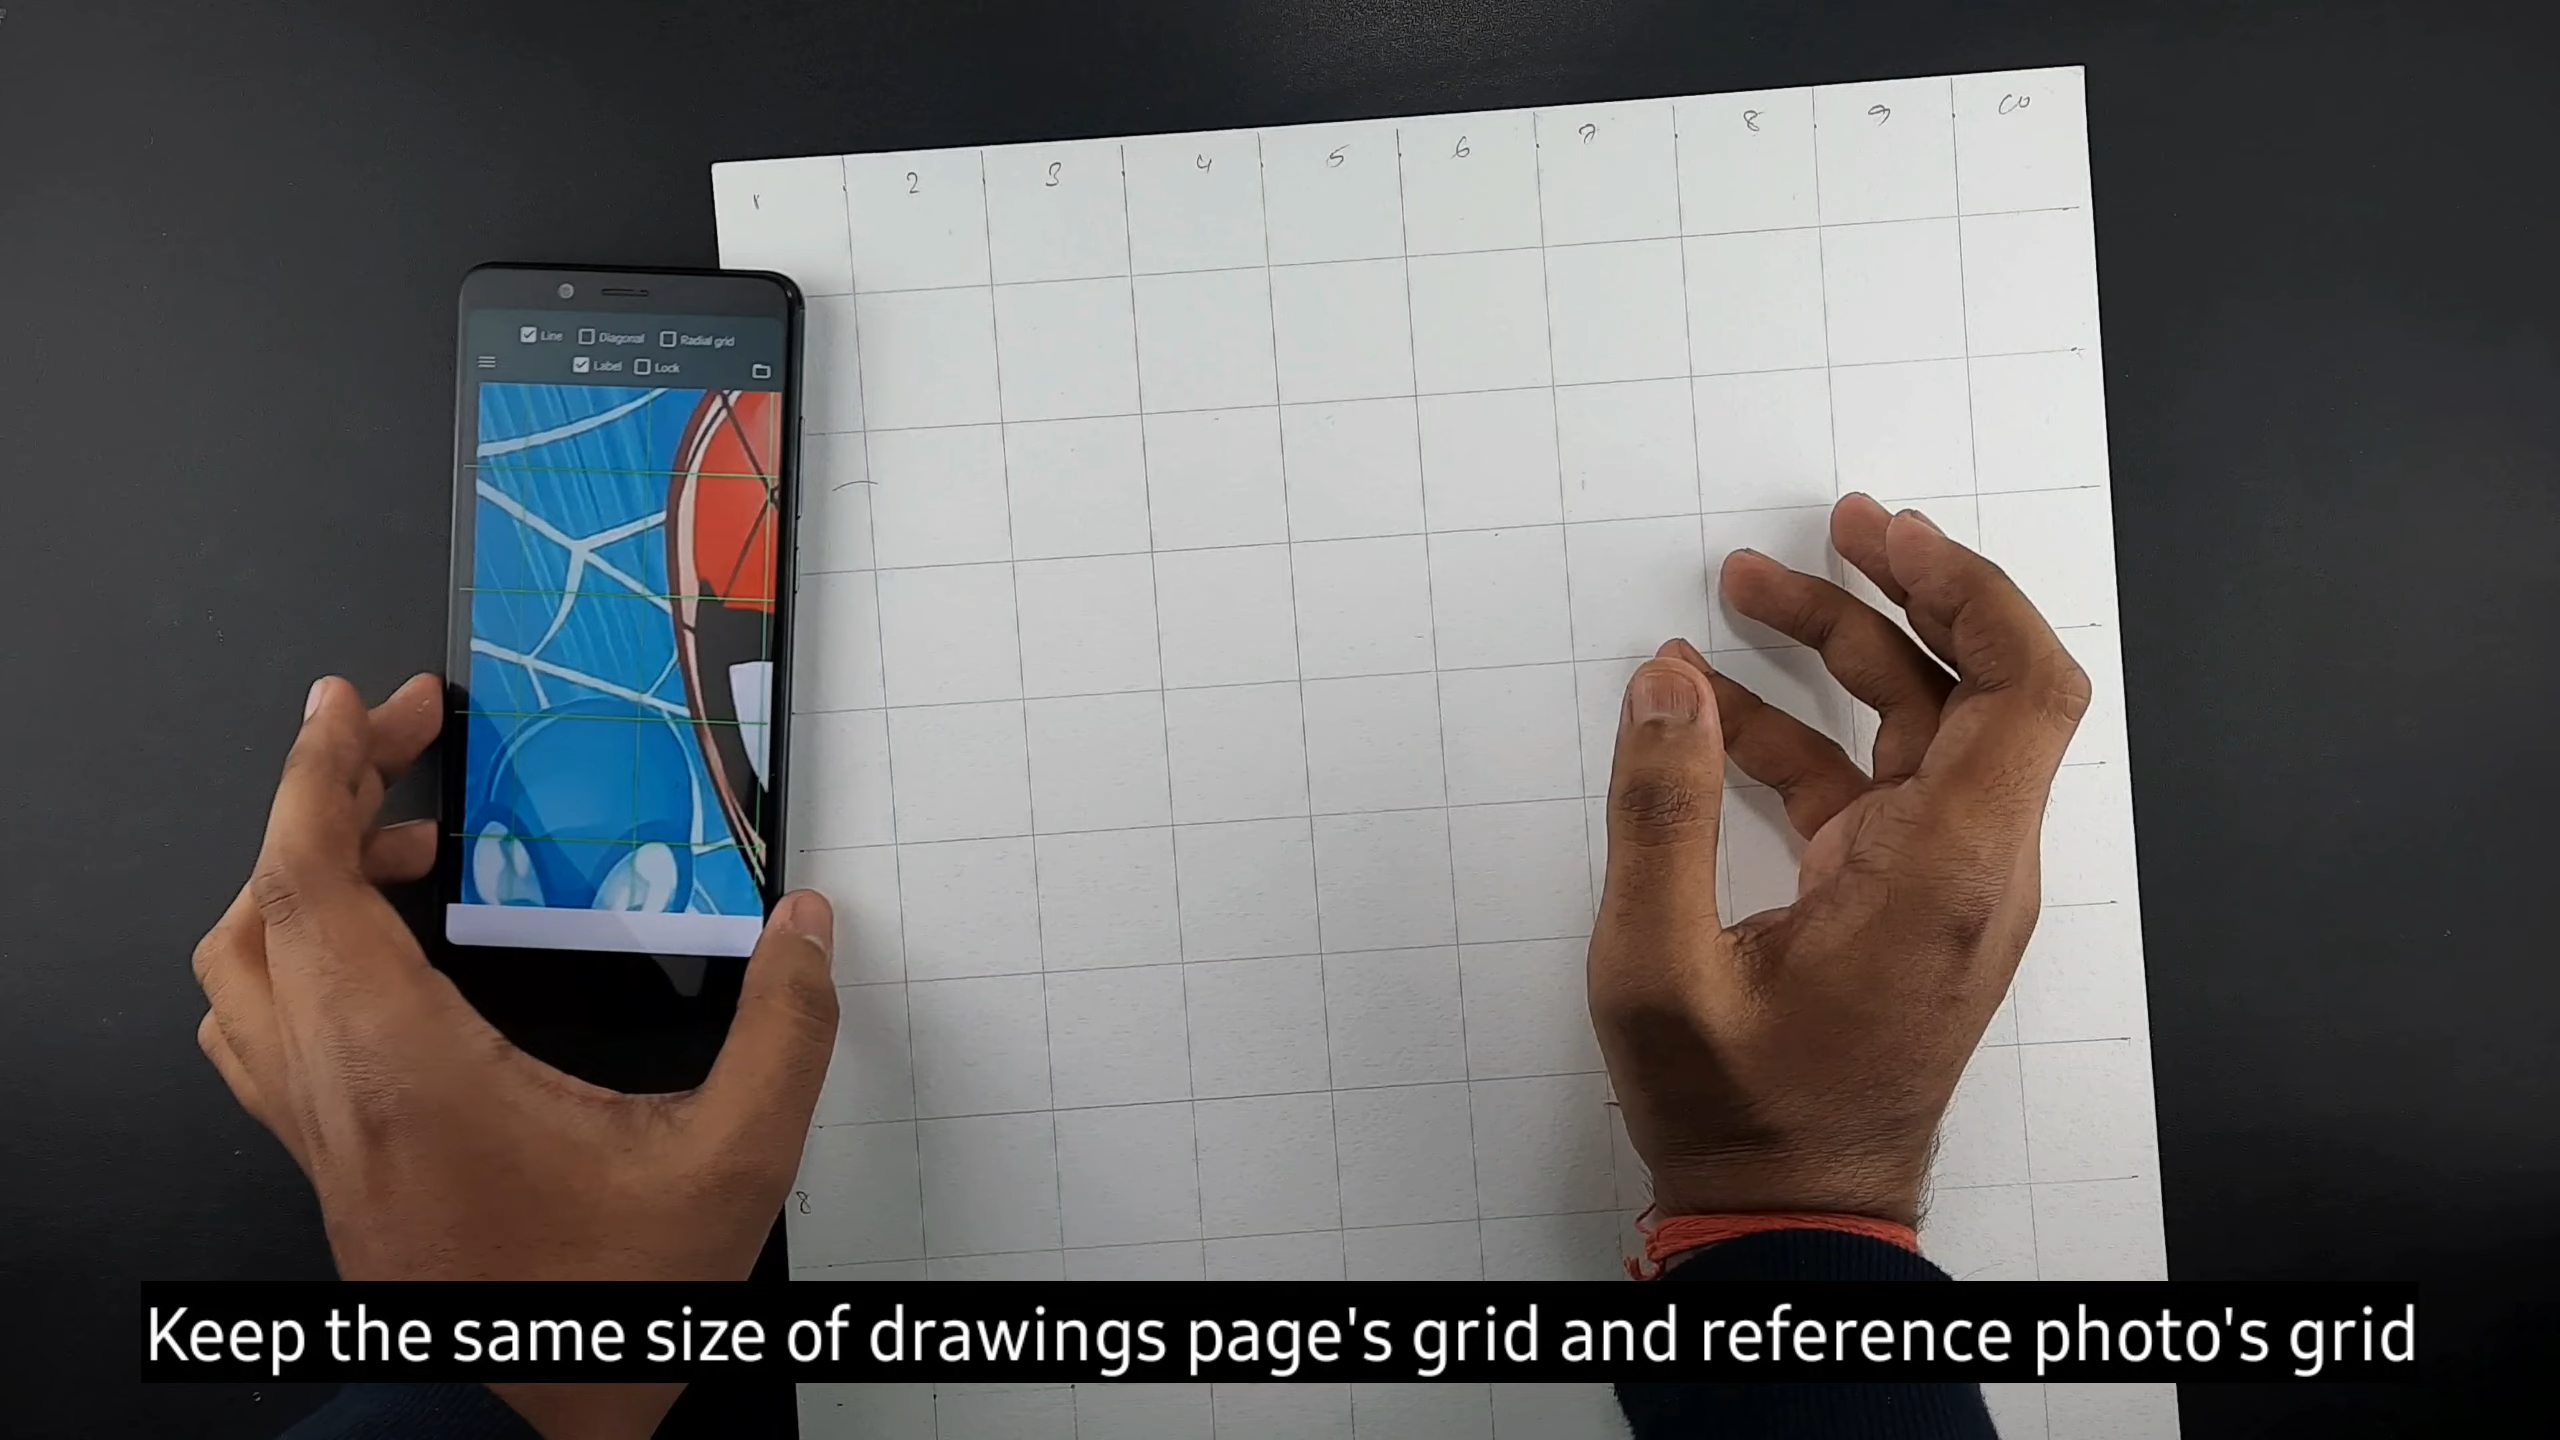 1 2 3 4 5 6 7 8 9 10
Line Diagonal Radial grid
Label Lock
8
Keep the same size of drawings page's grid and reference photo's grid